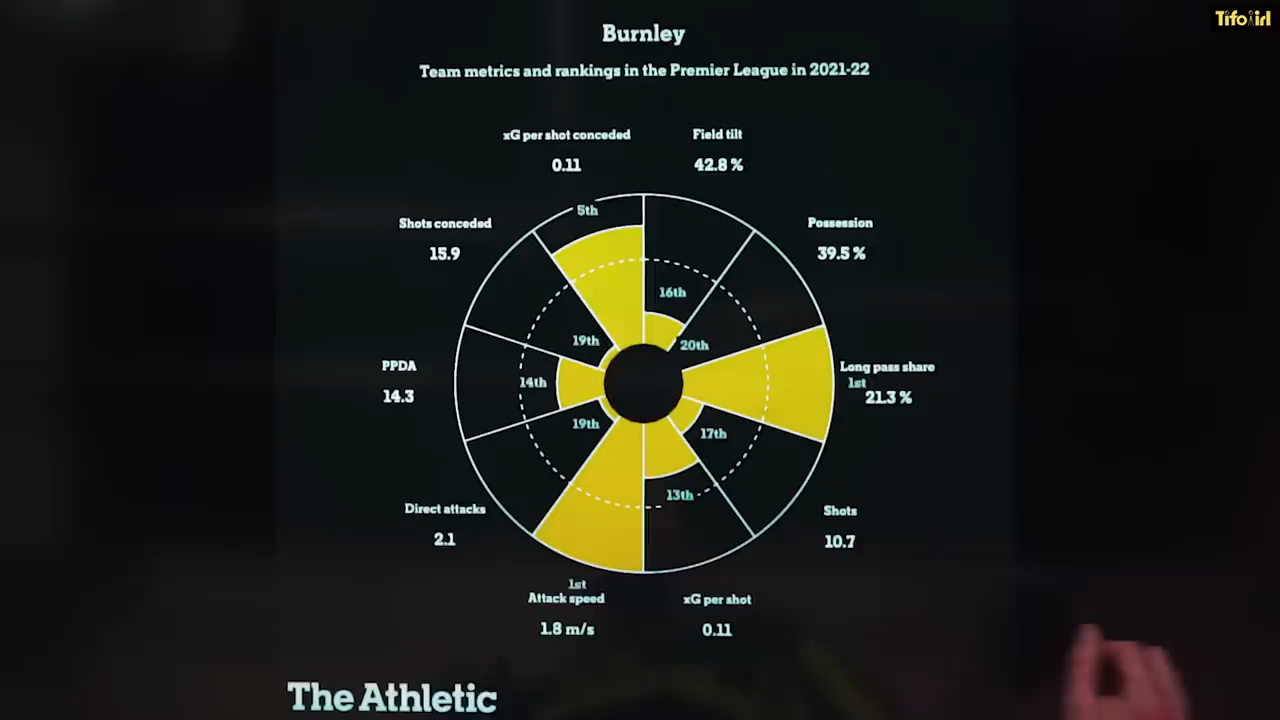 Tifo irl
Burnley
Team metrics and rankings in the Premier League in 2021-22
xG per shot conceded
0.11
Field tilt
42.8 %
Shots conceded
15.9
5th
Possession
39.5 %
16th
19th
20th
PPDA
14.3
14th
Long pass share
1st
21.3 %
19th
17th
13th
Direct attacks
2.1
Shots
10.7
1st
Attack speed
1.8 m/s
xG per shot
0.11
The Athletic